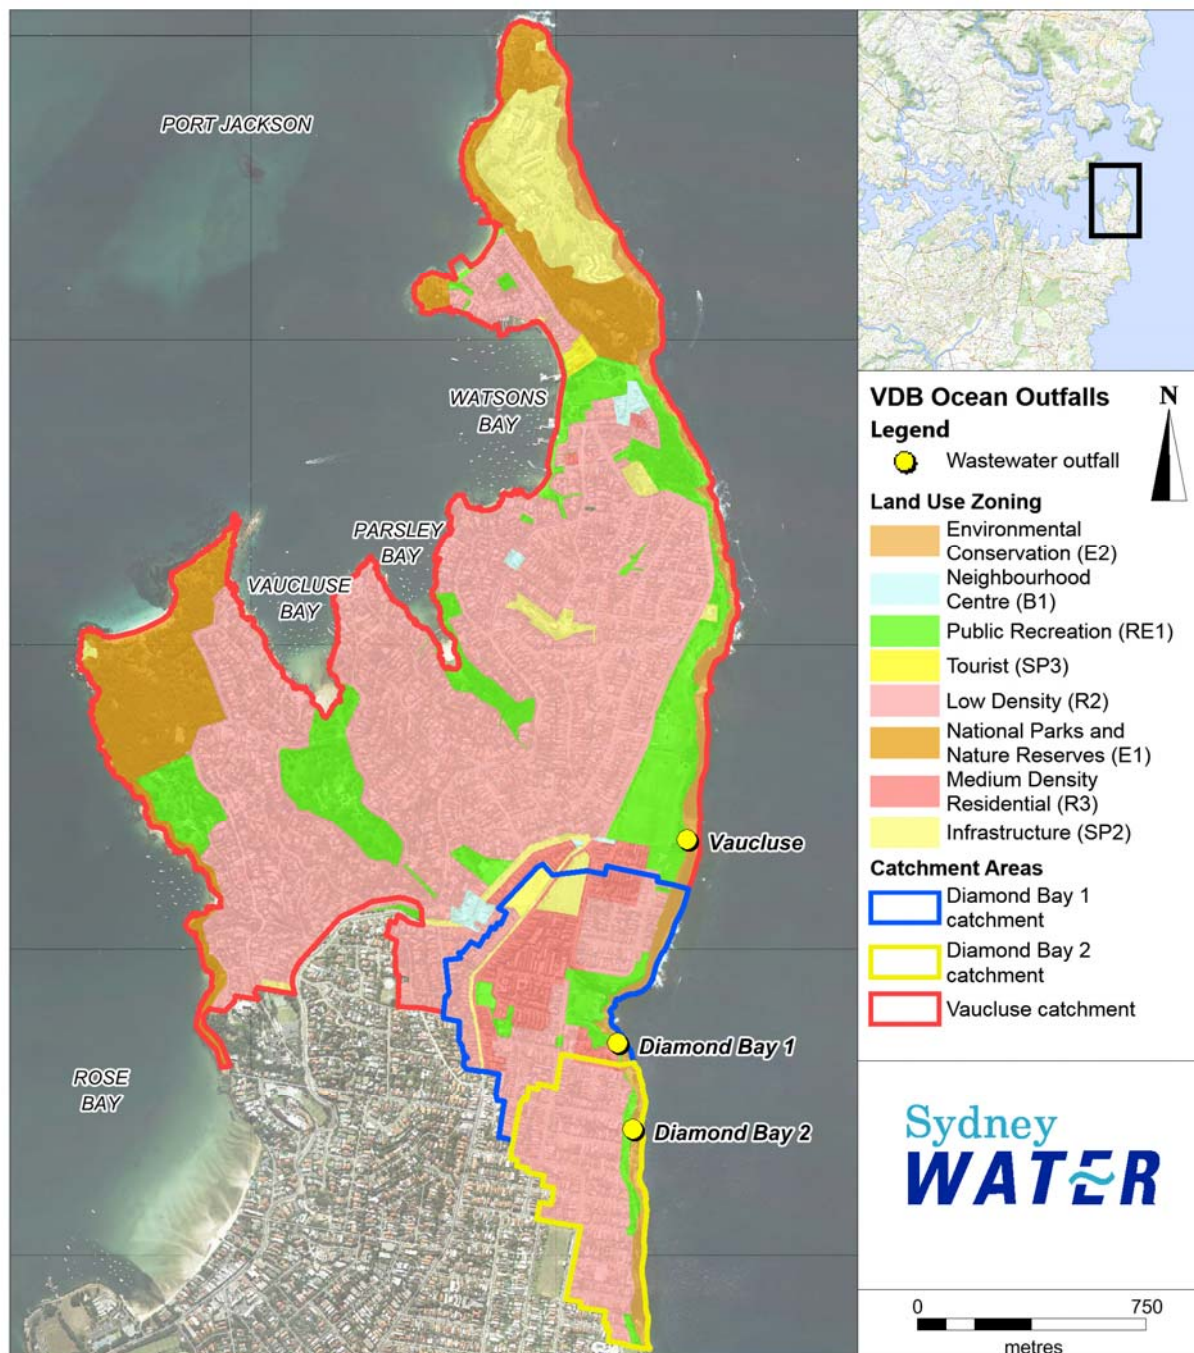 PORT JACKSON
WATSONS
BAY
PARSLEY
BAY
VAUCLUSE
BAY
ROSE
BAY
Vaucluse
Diamond Bay 1
Diamond Bay 2
VDB Ocean Outfalls
N
Legend
Wastewater outfall
Land Use Zoning
Environmental
Conservation (E2)
Neighbourhood
Centre (B1)
Public Recreation (RE1)
Tourist (SP3)
Low Density (R2)
National Parks and
Nature Reserves (E1)
Medium Density
Residential (R3)
Infrastructure (SP2)
Catchment Areas
Diamond Bay 1
catchment
Diamond Bay 2
catchment
Vaucluse catchment
Sydney
WATER
0 750
metres